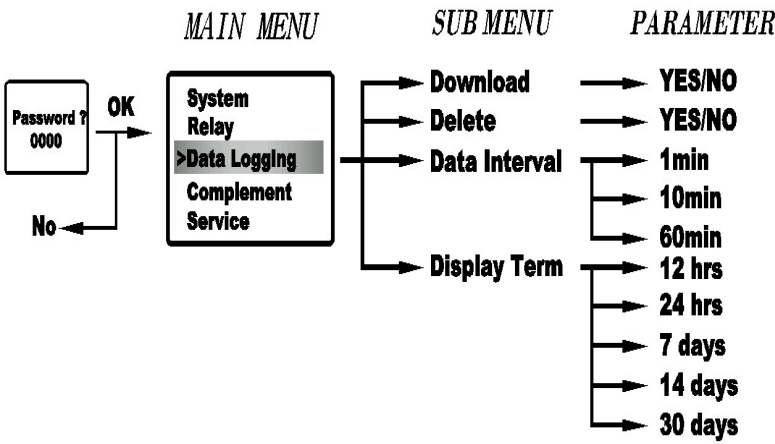 MAIN MENU
SUB MENU
PARAMETER
Password ?
0000
OK
No
System
Relay
>Data Logging
Complement
Service
Download
YES/NO
Delete
YES/NO
Data Interval
1min
10min
60min
Display Term
12 hrs
24 hrs
7 days
14 days
30 days